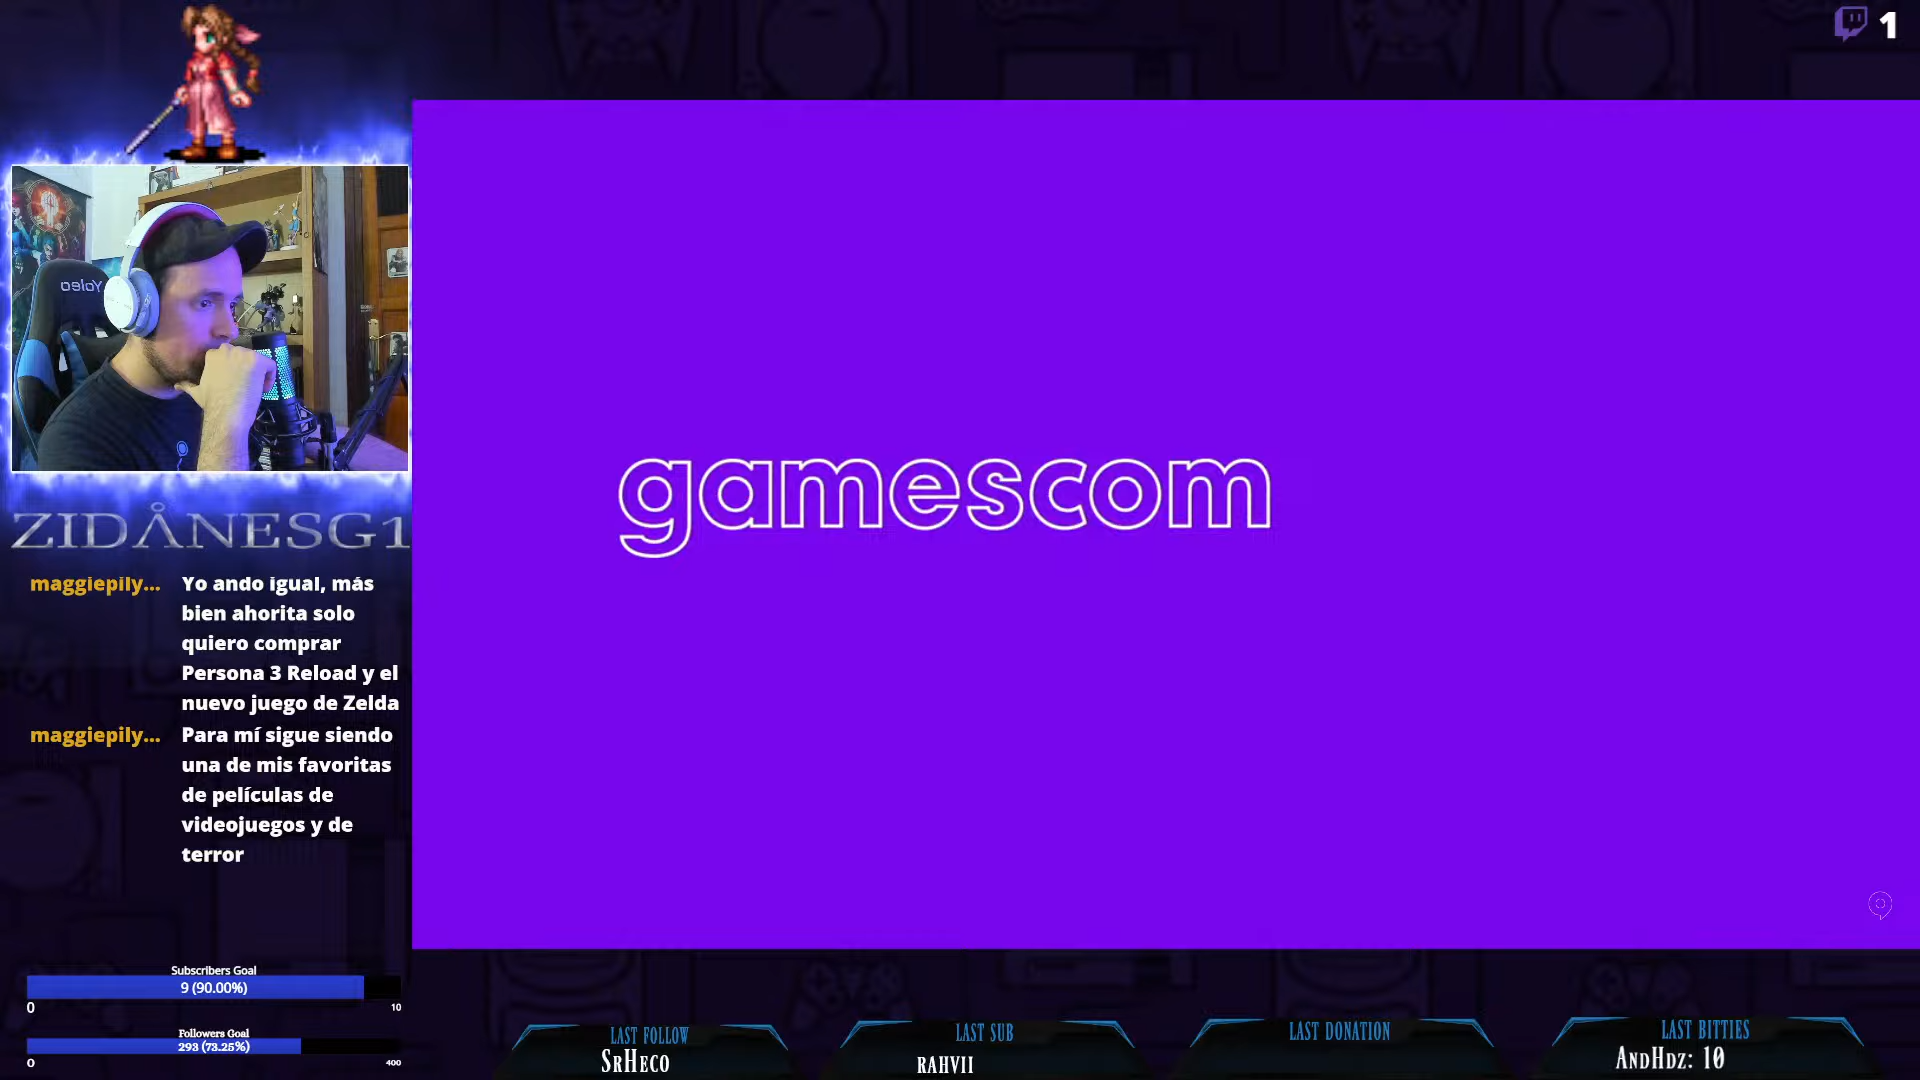 1
Yoleo
gamescom
ZIDÅNESG1
maggiepily... Yo ando igual, más
bien ahorita solo
quiero comprar
Persona 3 Reload y el
nuevo juego de Zelda
maggiepily... Para mí sigue siendo
una de mis favoritas
de películas de
videojuegos y de
terror
Subscribers Goal
9 (90.00%)
0 10
Followers Goal
293 (73.25%)
0 400
LAST FOLLOW
SRHECO
LAST SUB
RAHVII
LAST DONATION
LAST BITTIES
ANDHDZ: 10